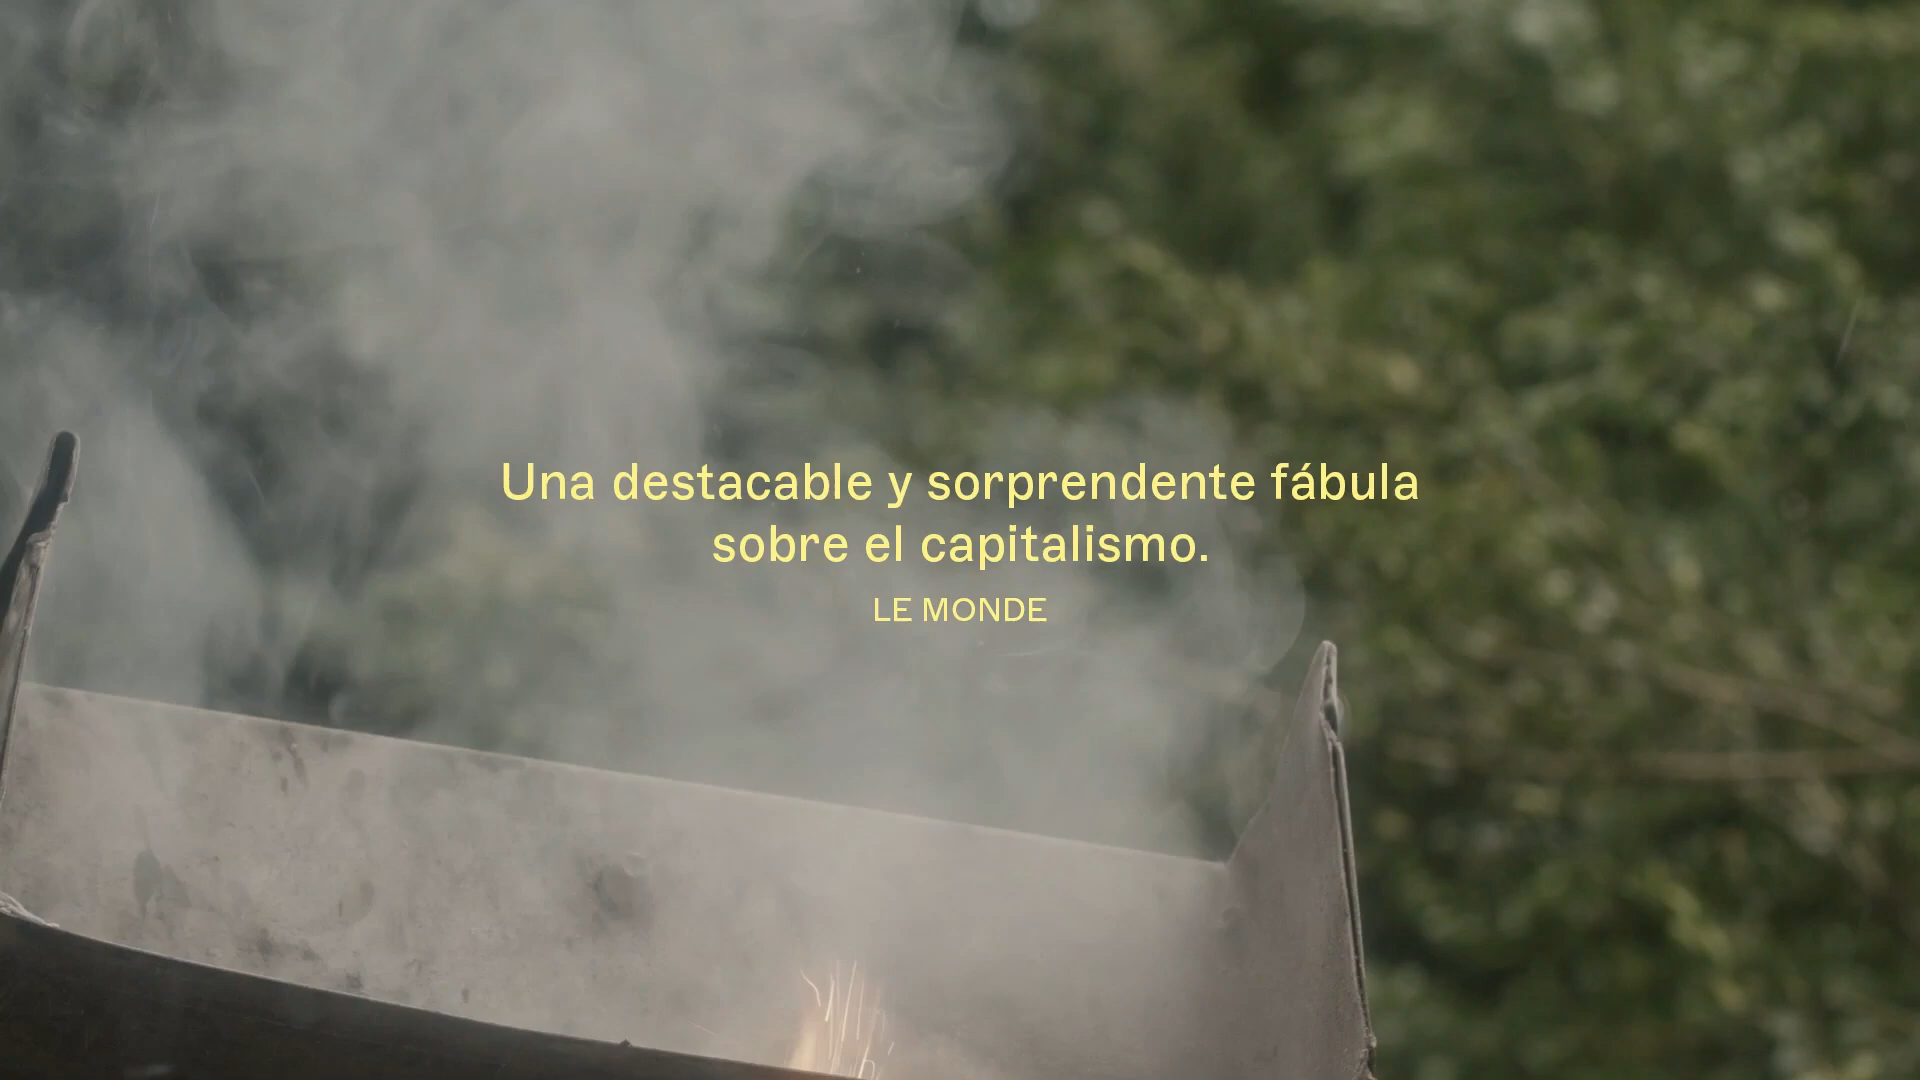 Una destacable y sorprendente fábula
sobre el capitalismo.
LE MONDE